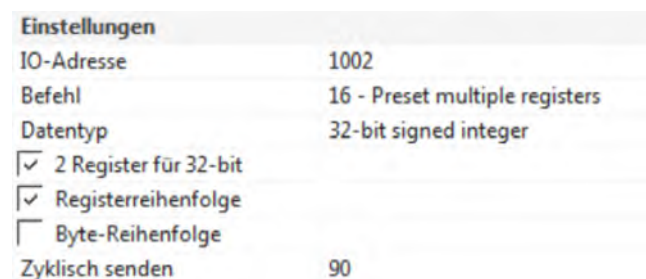 Einstellungen
IO-Adresse 1002
Befehl 16 - Preset multiple registers
Datentyp 32-bit signed integer
2 Register für 32-bit
Registerreihenfolge
Byte-Reihenfolge
Zyklisch senden 90